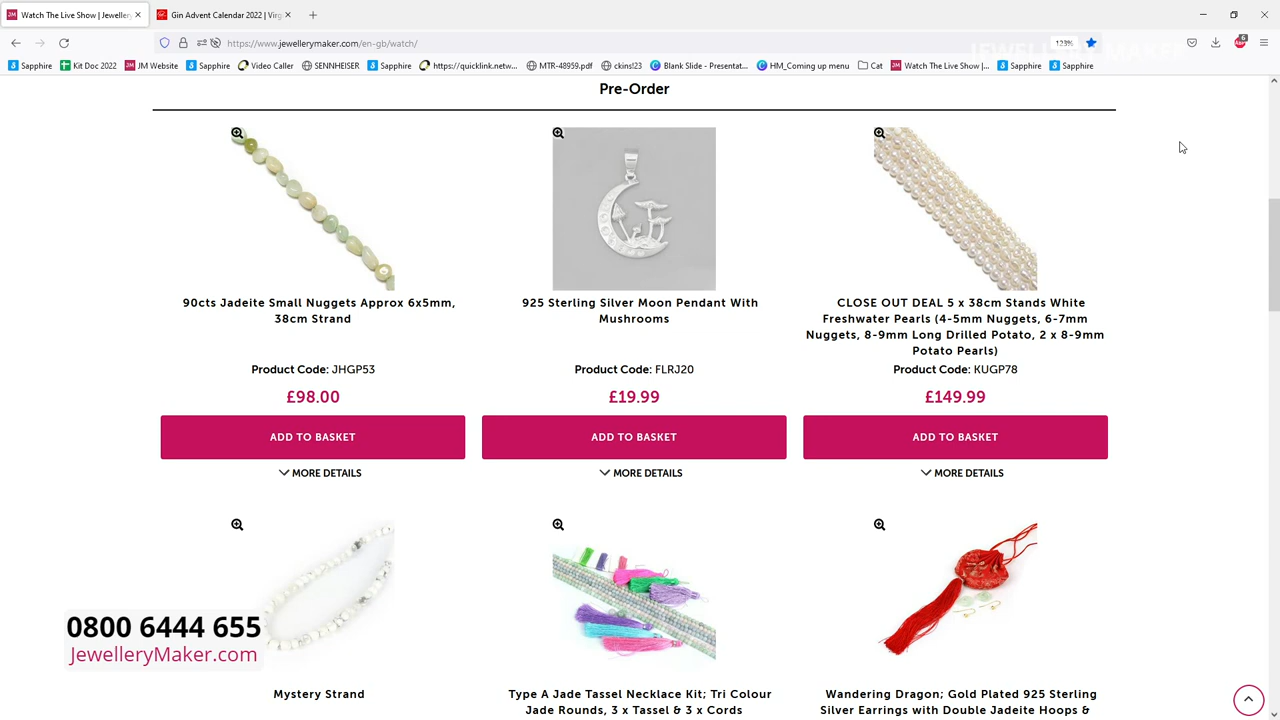 Watch The Live Show | Jeweller
Gin Advent Calendar 2022 | Virg
https://www.jewellerymaker.com/en-gb/watch/
123%
6
JEWELLERY MAKER
Sapphire
Kit Doc 2022
JM Website
Sapphire
Video Caller
SENNHEISER
Sapphire
https://quicklink.netw...
MTR-48959.pdf
ckins!23
Blank Slide - Presentat...
HM_Coming up menu
Cat
Watch The Live Show |...
Sapphire
Sapphire
Pre-Order
90cts Jadeite Small Nuggets Approx 6x5mm,
38cm Strand
Product Code: JHGP53
£98.00
ADD TO BASKET
MORE DETAILS
925 Sterling Silver Moon Pendant With
Mushrooms
Product Code: FLRJ20
£19.99
ADD TO BASKET
MORE DETAILS
CLOSE OUT DEAL 5 x 38cm Stands White
Freshwater Pearls (4-5mm Nuggets, 6-7mm
Nuggets, 8-9mm Long Drilled Potato, 2 x 8-9mm
Potato Pearls)
Product Code: KUGP78
£149.99
ADD TO BASKET
MORE DETAILS
0800 6444 655
JewelleryMaker.com
Mystery Strand
Type A Jade Tassel Necklace Kit; Tri Colour
Jade Rounds, 3 x Tassel & 3 x Cords
Wandering Dragon; Gold Plated 925 Sterling
Silver Earrings with Double Jadeite Hoops &